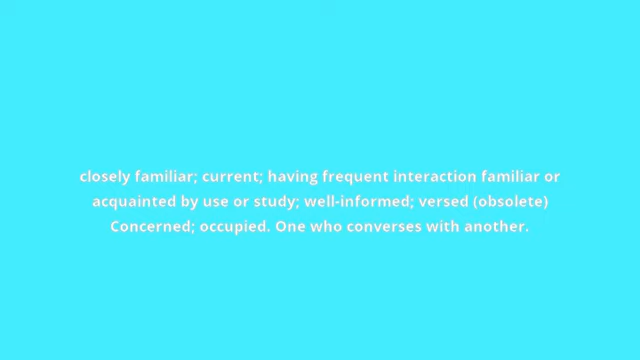 closely familiar; current; having frequent interaction familiar or
acquainted by use or study; well-informed; versed (obsolete)
Concerned; occupied. One who converses with another.